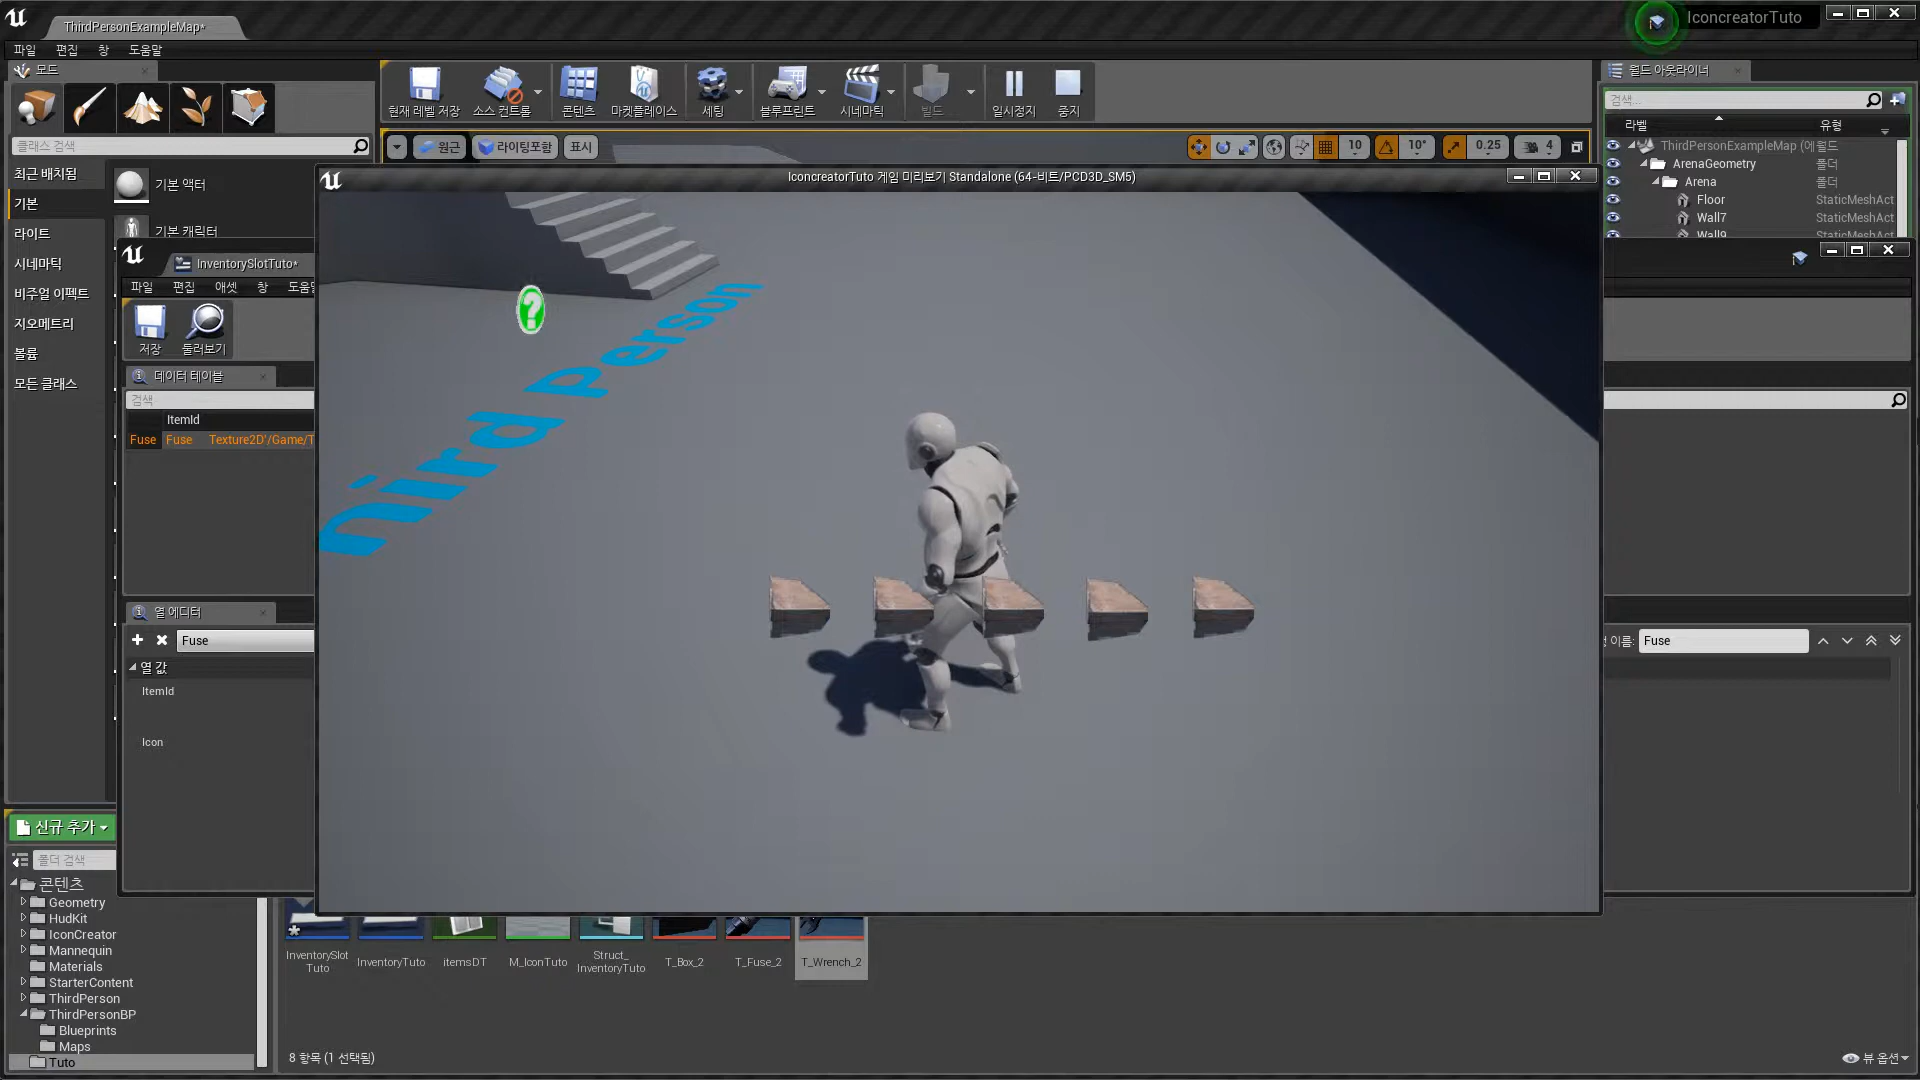 ThirdPersonExampleMap*
IconcreatorTuto
파일 편집 창 도움말
모드
클래스 검색
최근 배치됨
기본
라이트
시네마틱
비주얼 이펙트
지오메트리
볼륨
모든 클래스
기본 액터
기본 캐릭터
현재 레벨 저장 소스 컨트롤 콘텐츠 마켓플레이스 세팅 블루프린트 시네마틱 빌드 일시정지 중지
원근 라이팅포함 표시 10 10° 0.25 4
월드 아웃라이너
검색...
라벨 유형
ThirdPersonExampleMap (에 월드
ArenaGeometry 폴더
Arena 폴더
Floor StaticMeshAct
Wall7 StaticMeshAct
Wall9 StaticMeshAct
IconcreatorTuto 게임 미리보기 Standalone (64-비트/PCD3D_SM5)
hird Person
?
InventorySlotTuto*
파일 편집 애셋 창 도움말
저장 둘러보기
데이터 테이블
검색
ItemId
Fuse Fuse Texture2D'/Game/T
열 에디터
Fuse
열 값
ItemId
Icon
이름: Fuse
신규 추가
폴더 검색
콘텐츠
Geometry
HudKit
IconCreator
Mannequin
Materials
StarterContent
ThirdPerson
ThirdPersonBP
Blueprints
Maps
Tuto
InventorySlot
Tuto
InventoryTuto
itemsDT
M_IconTuto
Struct_
InventoryTuto
T_Box_2
T_Fuse_2
T_Wrench_2
8 항목 (1 선택됨)
뷰 옵션